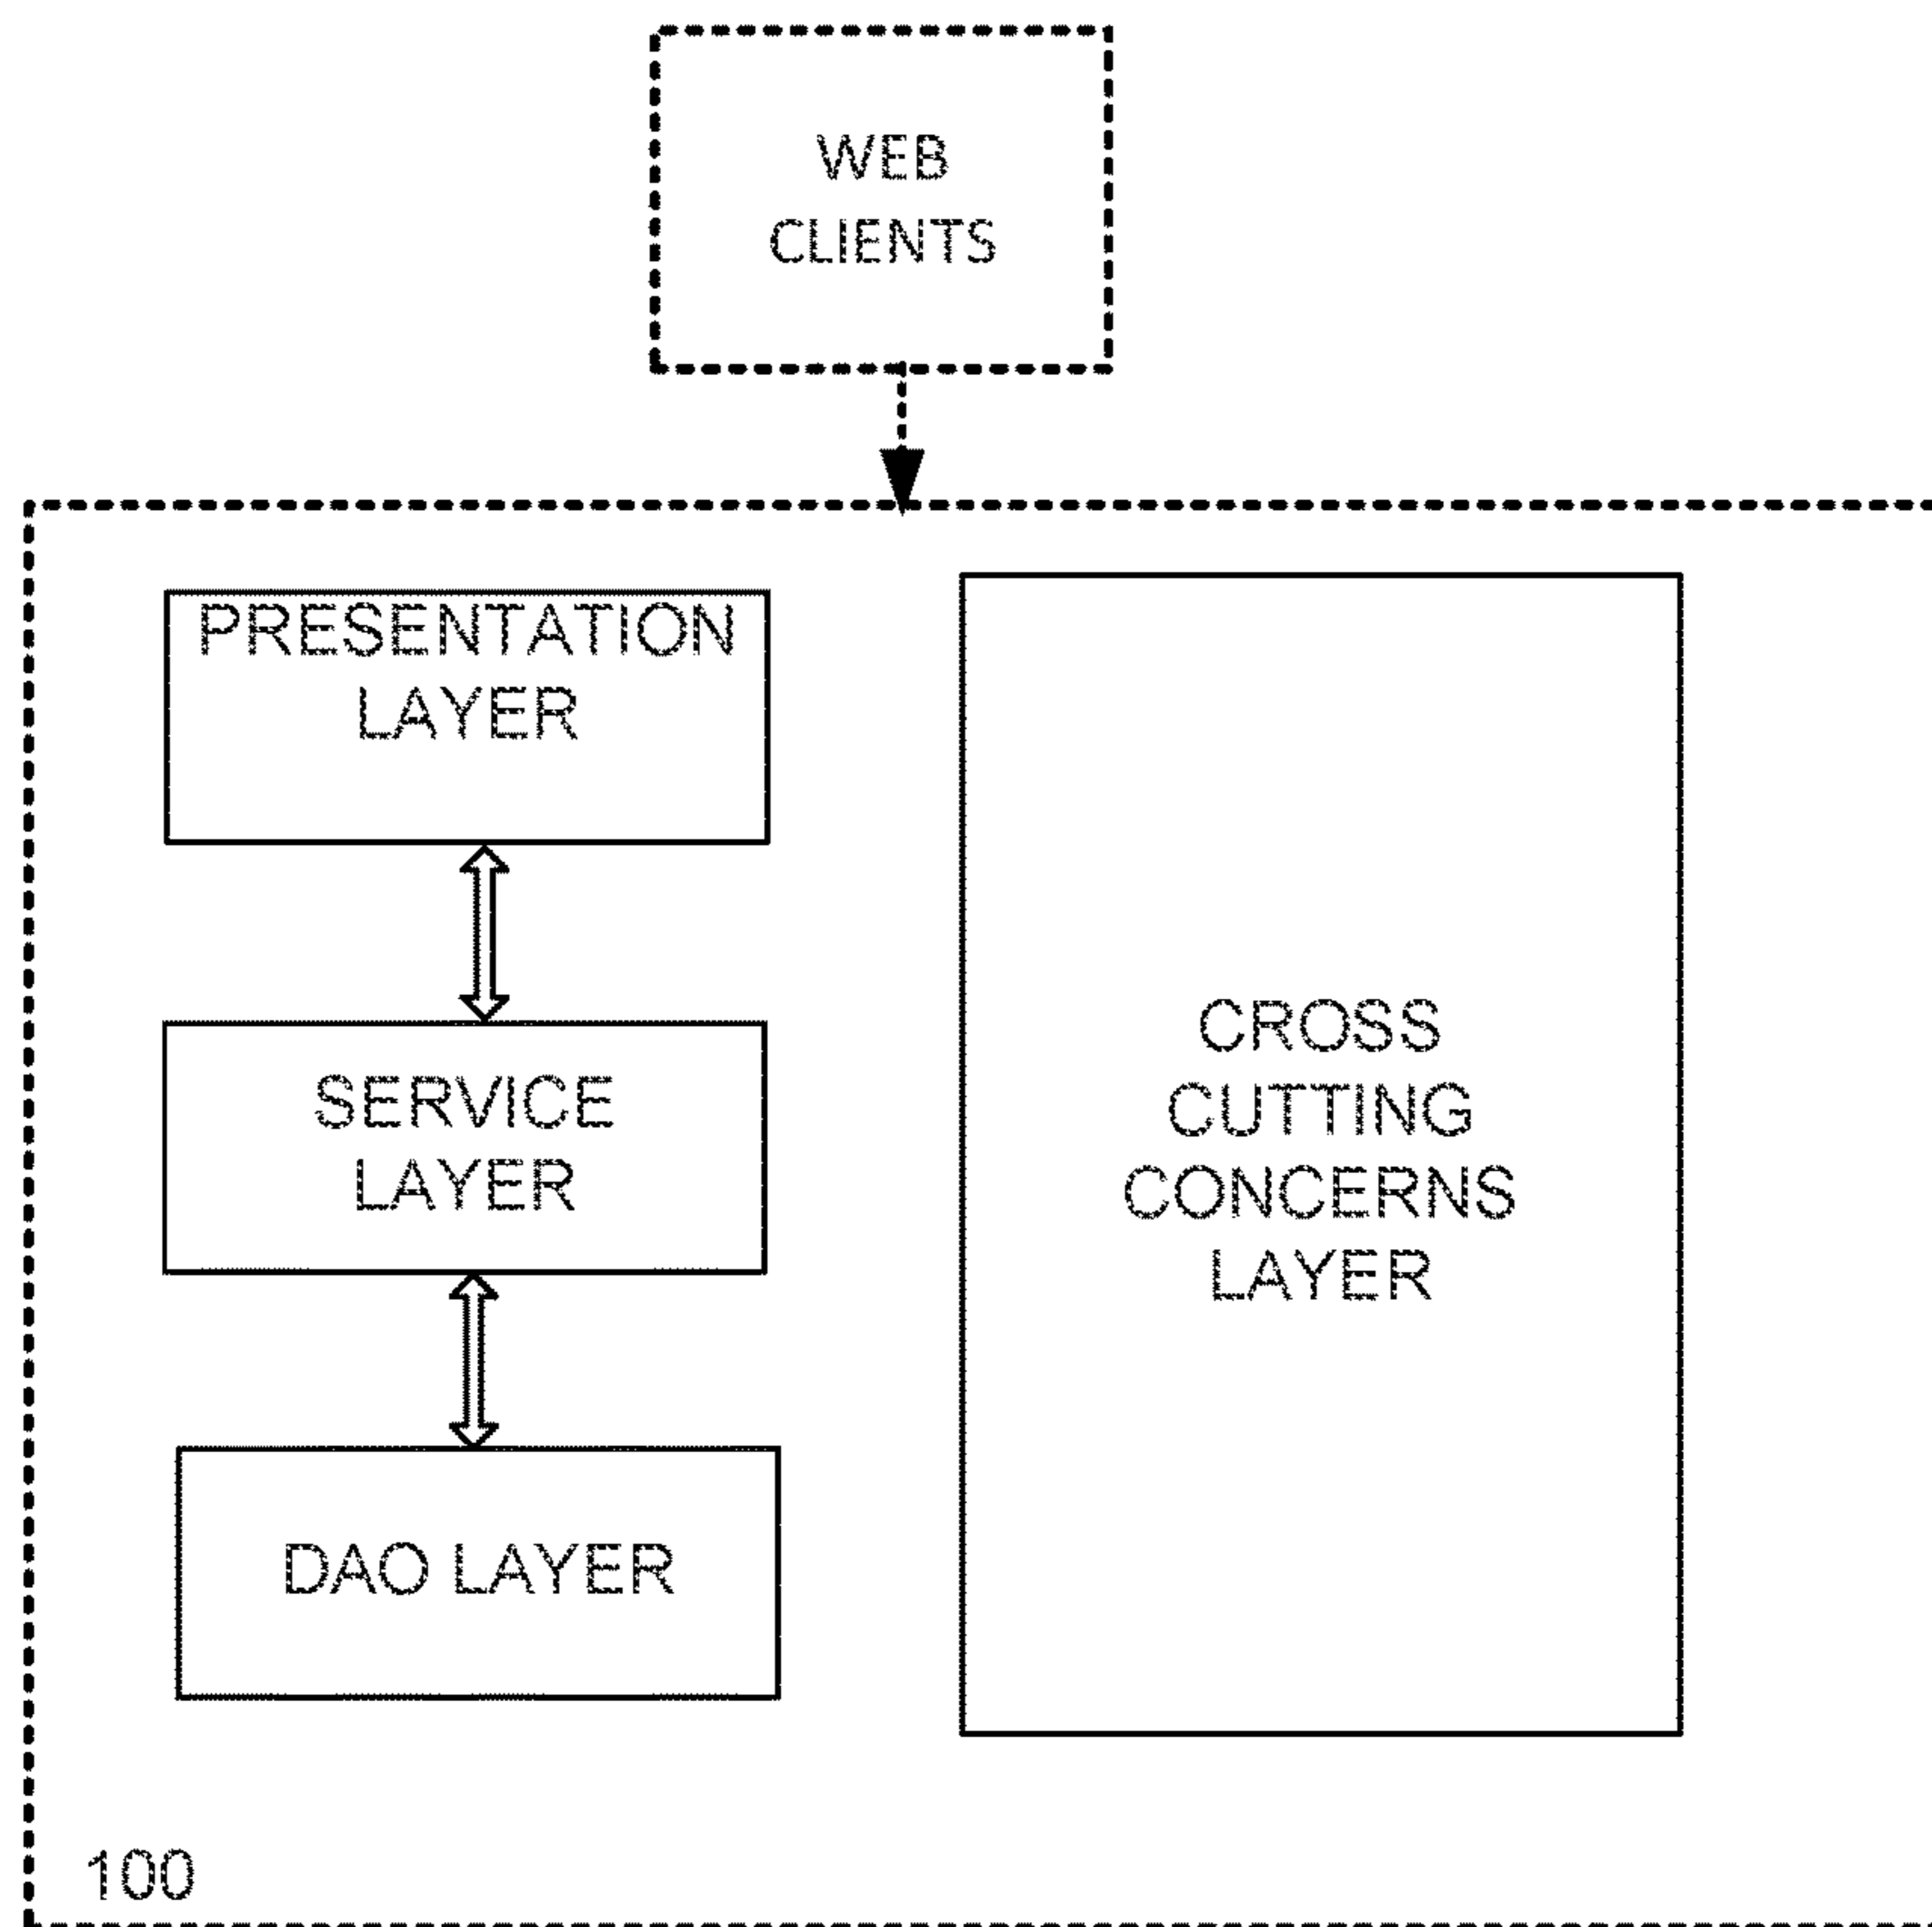 WEB
CLIENTS
PRESENTATION
LAYER
SERVICE
LAYER
DAO LAYER
CROSS
CUTTING
CONCERNS
LAYER
100